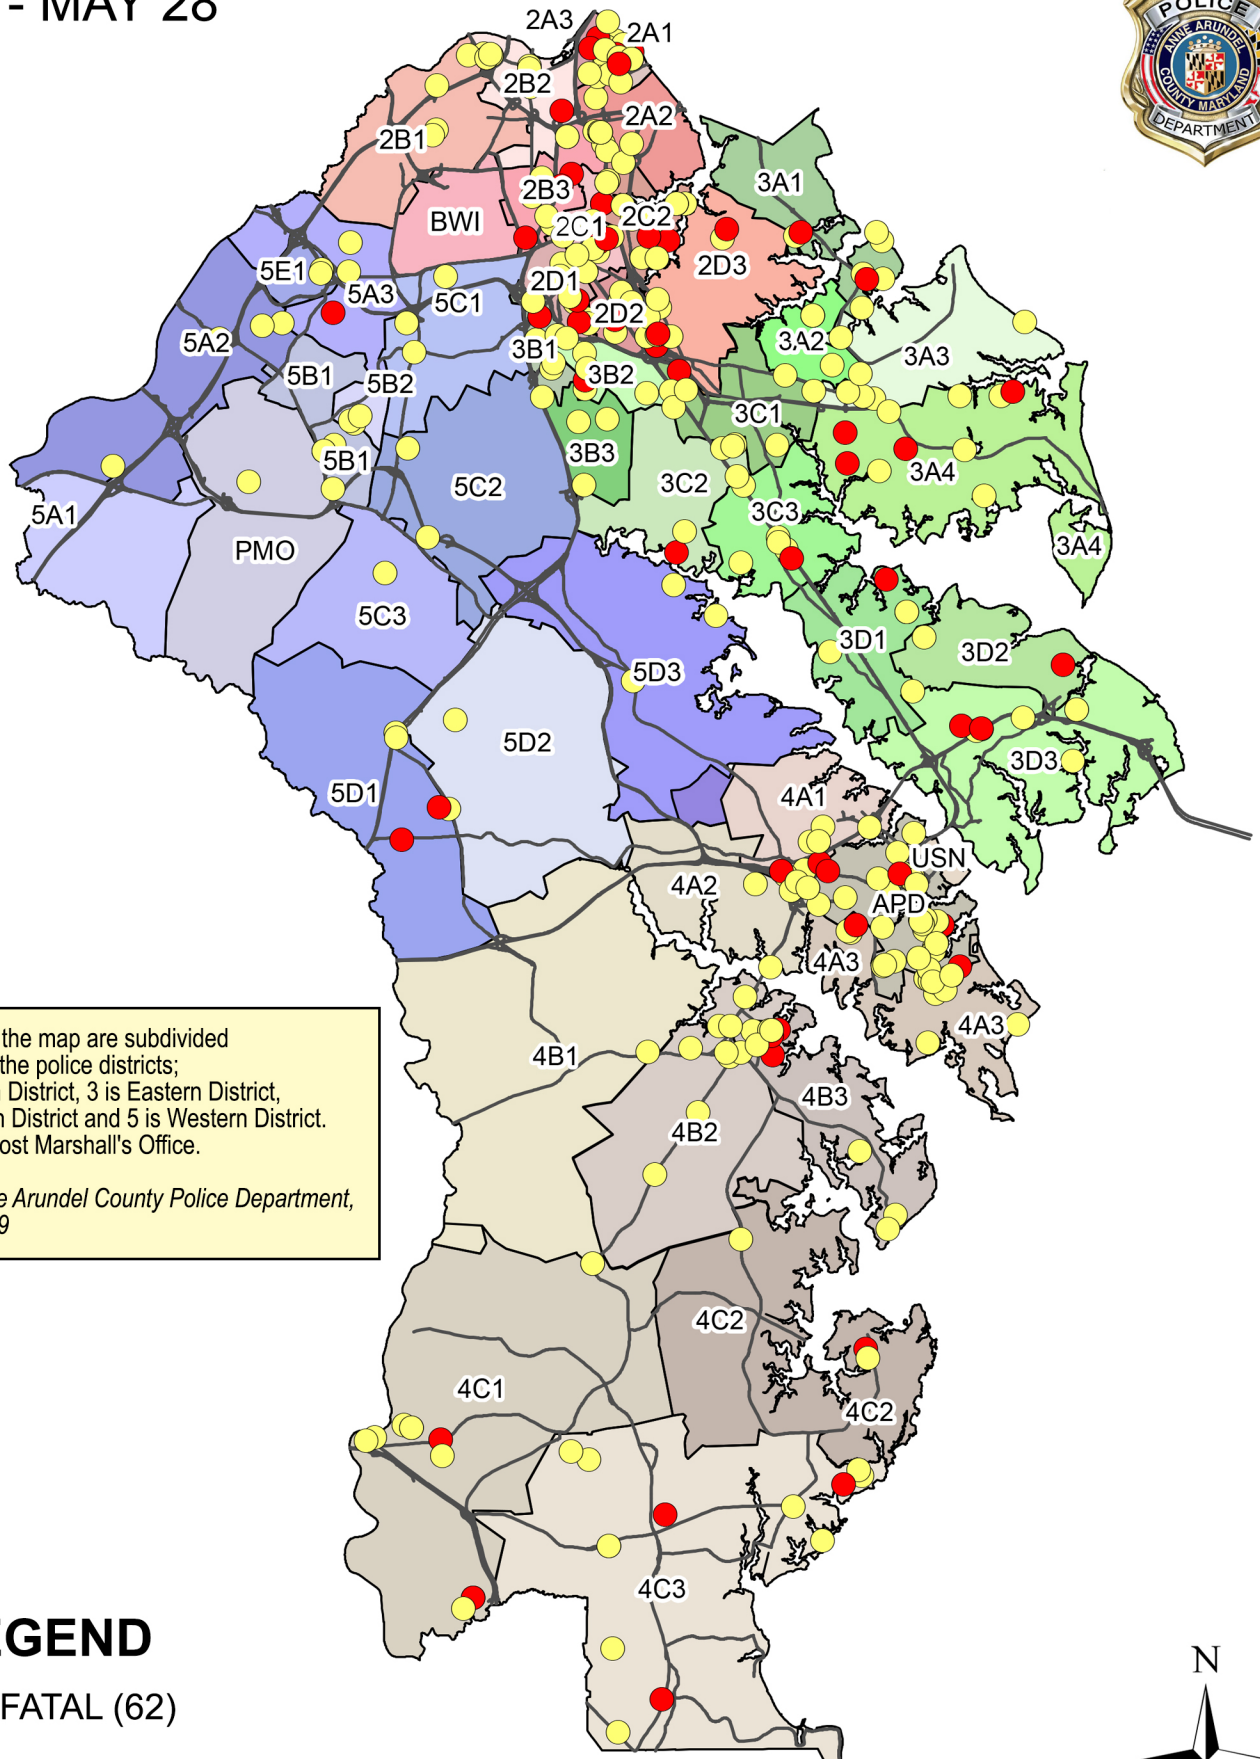 - MAY 28
POLICE
ANNE ARUNDEL
COUNTY MARYLAND
DEPARTMENT
2A3
2A1
2B2
2A2
2B1
3A1
2B3
BWI
2C1
2C2
2D3
5E1
5A3
5C1
2D1
2D2
5A2
3A2
3A3
3B1
3B2
5B1
5B2
3C1
3B3
3A4
5B1
5C2
3C2
5A1
3C3
PMO
3A4
5C3
3D1
3D2
5D3
5D2
3D3
5D1
4A1
USN
4A2
APD
4A3
4A3
4B1
4B3
4B2
the map are subdivided
the police districts;
District, 3 is Eastern District,
District and 5 is Western District.
ost Marshall's Office.
e Arundel County Police Department,
9
4C2
4C1
4C2
4C3
EGEND
FATAL (62)
N